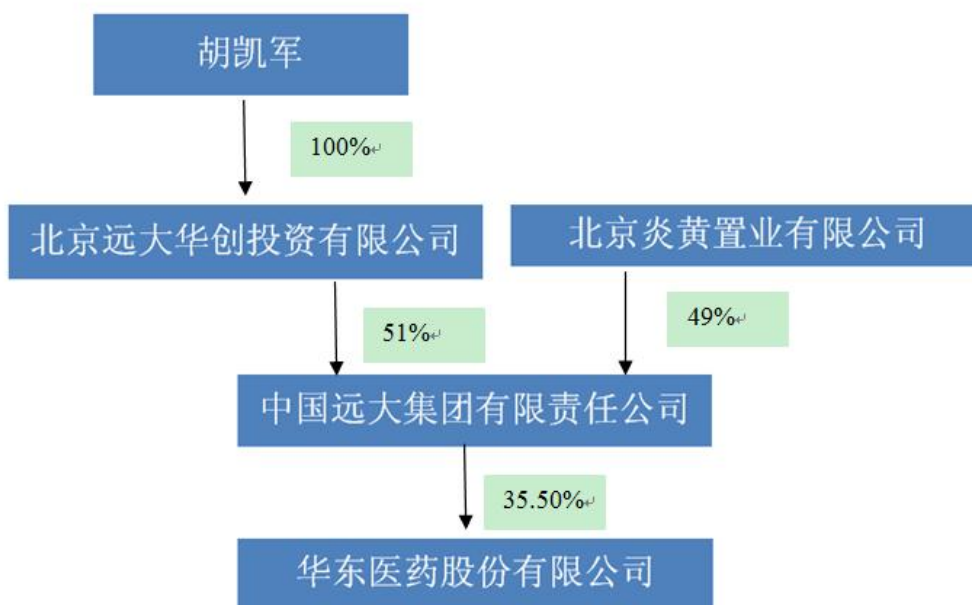 胡凯军
100%
北京远大华创投资有限公司
北京炎黄置业有限公司
51%
49%
中国远大集团有限责任公司
35.50%
华东医药股份有限公司